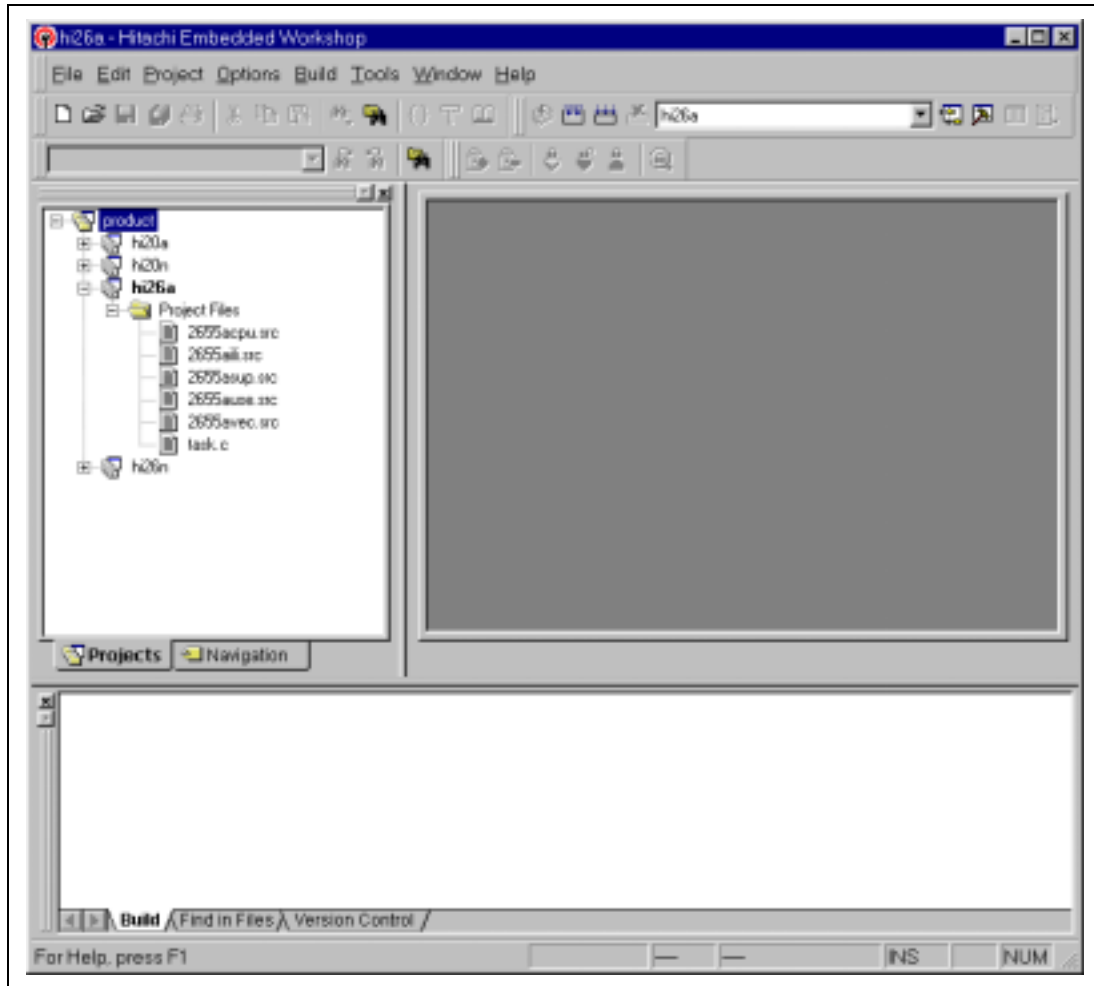 hi26a - Hitachi Embedded Workshop
File Edit Project Options Build Tools Window Help
hi26a
product
hi20a
hi20n
hi26a
Project Files
2655acpu.src
2655aili.src
2655asup.src
2655ause.src
2655avec.src
task.c
hi26n
Projects Navigation
Build Find in Files Version Control
For Help, press F1 INS NUM